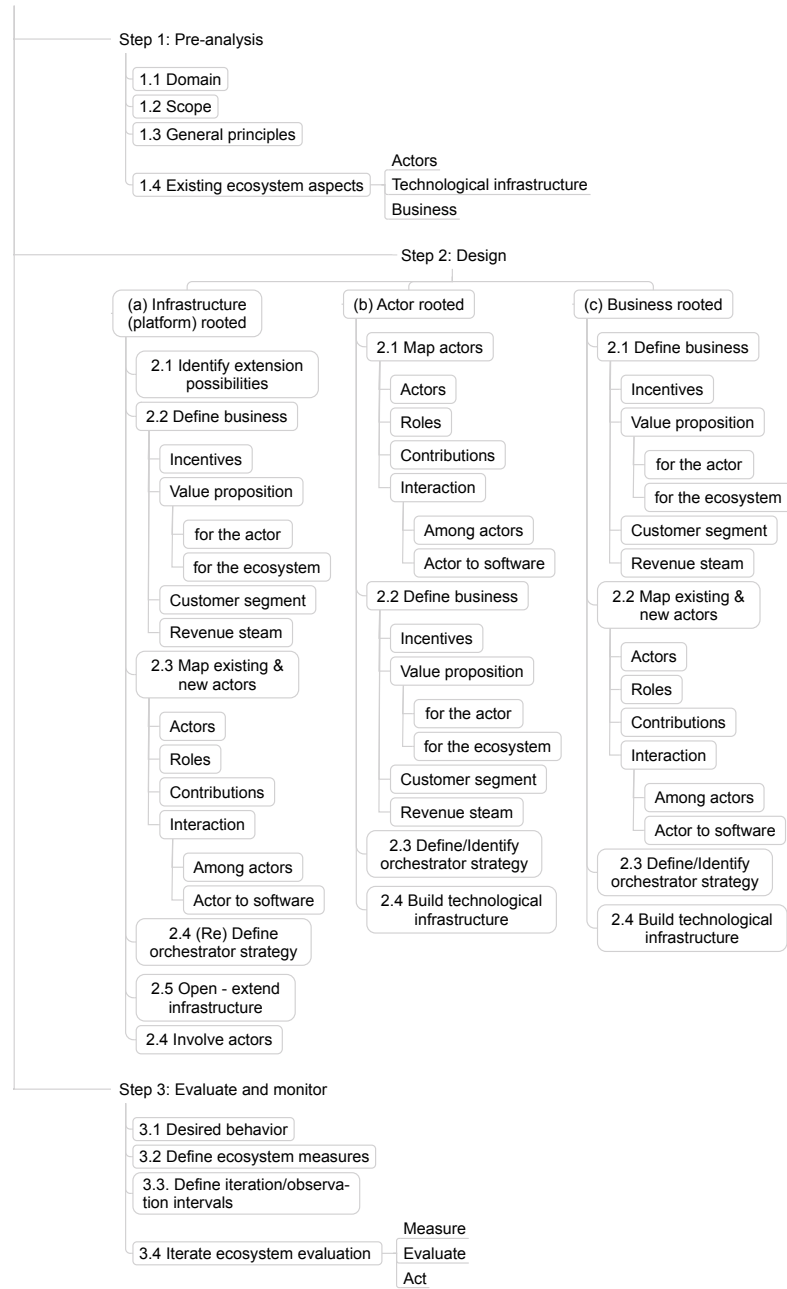 Step 1: Pre-analysis
1.1 Domain
1.2 Scope
1.3 General principles
1.4 Existing ecosystem aspects
Actors
Technological infrastructure
Business
Step 2: Design
(a) Infrastructure
(platform) rooted
2.1 Identify extension
possibilities
2.2 Define business
Incentives
Value proposition
for the actor
for the ecosystem
Customer segment
Revenue steam
2.3 Map existing &
new actors
Actors
Roles
Contributions
Interaction
Among actors
Actor to software
2.4 (Re) Define
orchestrator strategy
2.5 Open - extend
infrastructure
2.4 Involve actors
(b) Actor rooted
2.1 Map actors
Actors
Roles
Contributions
Interaction
Among actors
Actor to software
2.2 Define business
Incentives
Value proposition
for the actor
for the ecosystem
Customer segment
Revenue steam
2.3 Define/Identify
orchestrator strategy
2.4 Build technological
infrastructure
(c) Business rooted
2.1 Define business
Incentives
Value proposition
for the actor
for the ecosystem
Customer segment
Revenue steam
2.2 Map existing &
new actors
Actors
Roles
Contributions
Interaction
Among actors
Actor to software
2.3 Define/Identify
orchestrator strategy
2.4 Build technological
infrastructure
Step 3: Evaluate and monitor
3.1 Desired behavior
3.2 Define ecosystem measures
3.3. Define iteration/observa-
tion intervals
3.4 Iterate ecosystem evaluation
Measure
Evaluate
Act